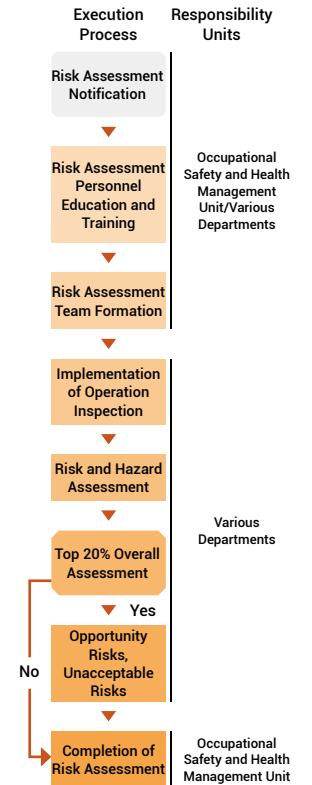 Execution
Process
Responsibility
Units
Risk Assessment
Notification
Risk Assessment
Personnel
Education and
Training
Occupational
Safety and Health
Management
Unit/Various
Departments
Risk Assessment
Team Formation
Implementation
of Operation
Inspection
Risk and Hazard
Assessment
Various
Departments
Top 20% Overall
Assessment
Yes
Opportunity
Risks,
Unacceptable
Risks
No
Completion of
Risk Assessment
Occupational
Safety and Health
Management Unit